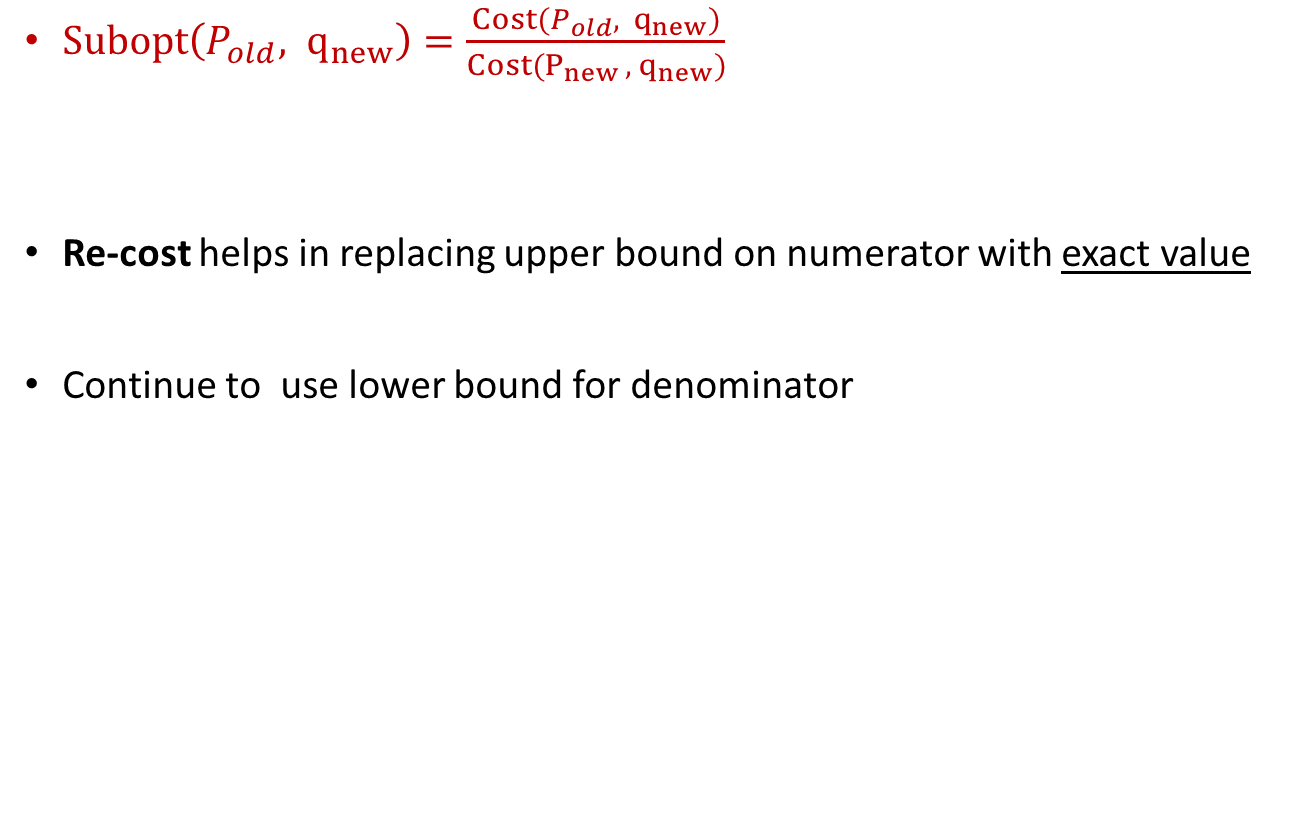 • Subopt(P_old, q_new) = Cost(P_old, q_new) / Cost(P_new, q_new)
• Re-cost helps in replacing upper bound on numerator with exact value
• Continue to use lower bound for denominator